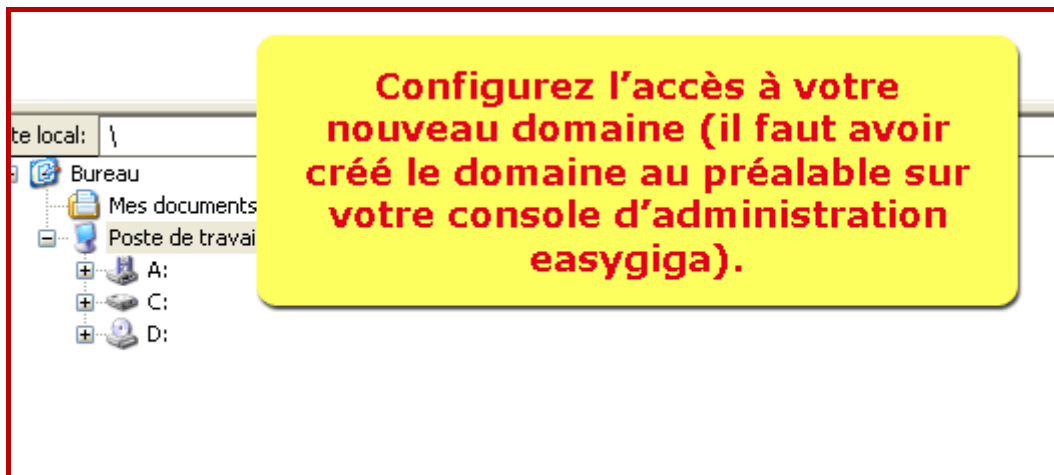 Configurez l’accès à votre
nouveau domaine (il faut avoir
créé le domaine au préalable sur
votre console d’administration
easygiga).
te local: \
Bureau
Mes documents
Poste de travai
A:
C:
D: